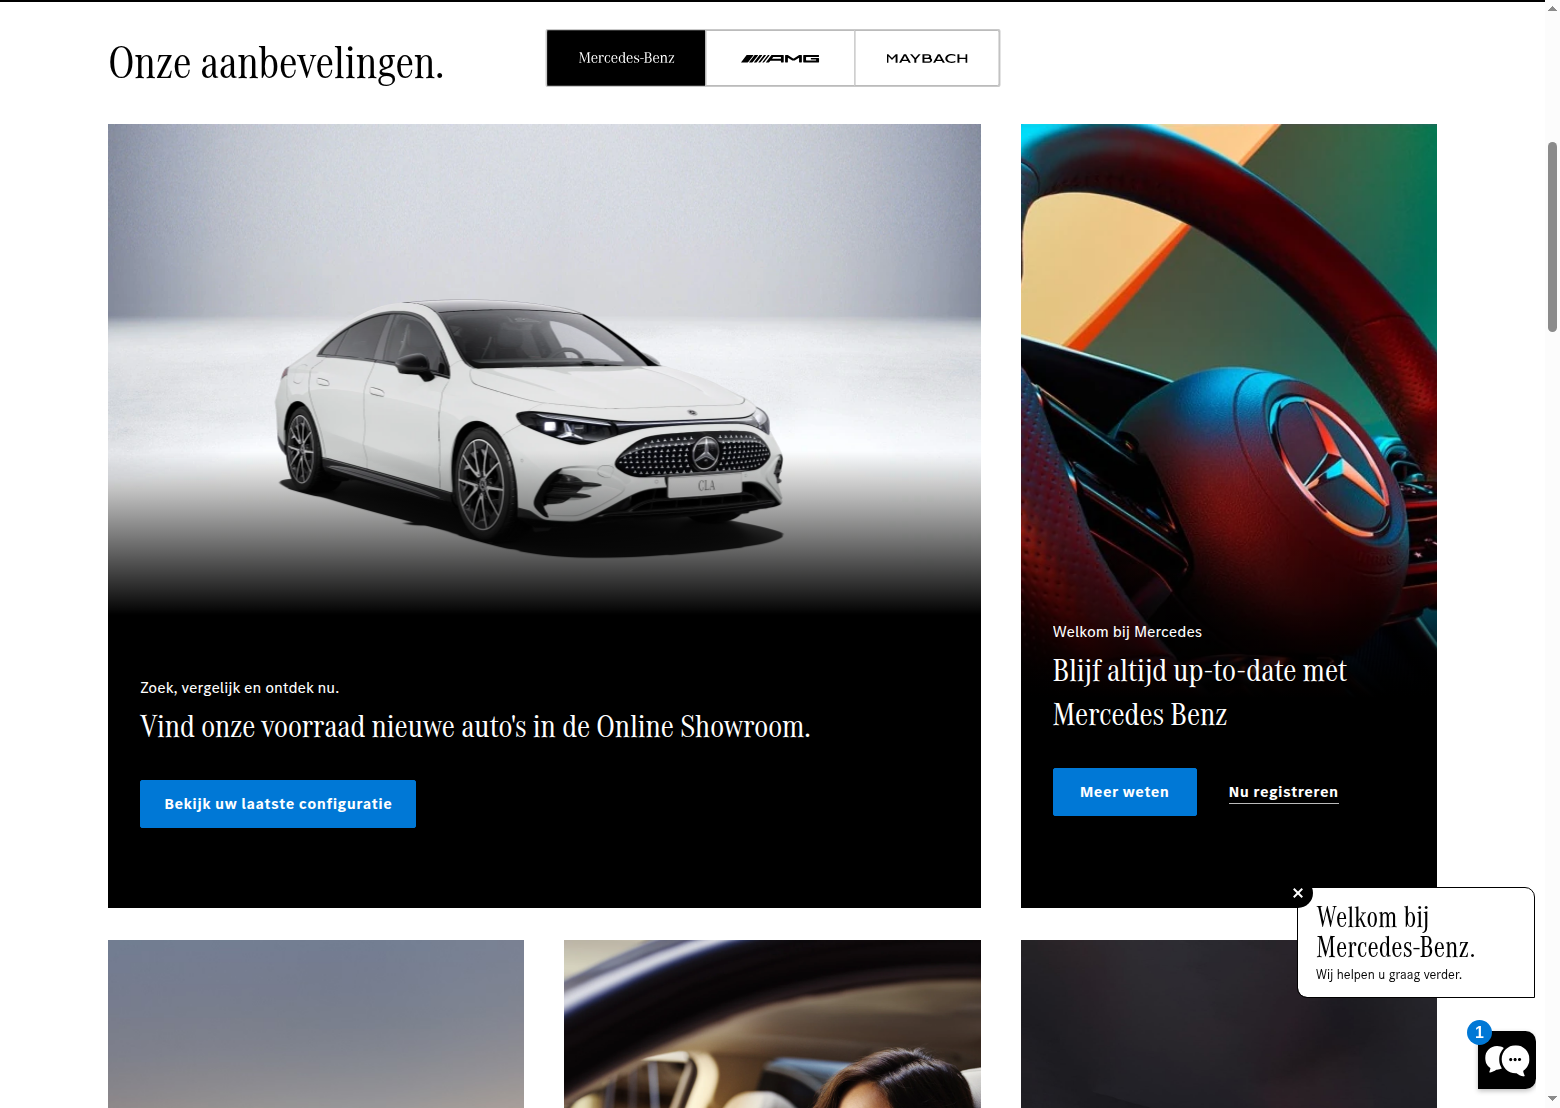 Onze aanbevelingen.
Mercedes-Benz
AMG
MAYBACH
CLA
Zoek, vergelijk en ontdek nu.
Vind onze voorraad nieuwe auto's in de Online Showroom.
Bekijk uw laatste configuratie
Welkom bij Mercedes
Blijf altijd up-to-date met
Mercedes Benz
Meer weten
Nu registreren
Welkom bij
Mercedes-Benz.
Wij helpen u graag verder.
1